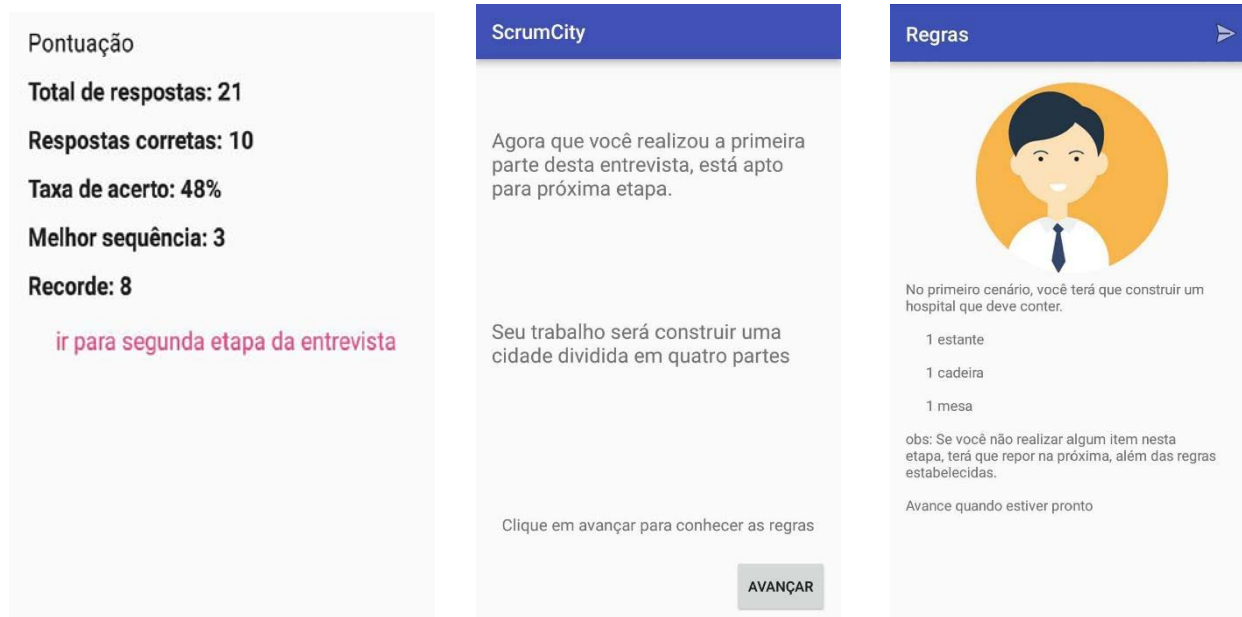 Pontuação
Total de respostas: 21
Respostas corretas: 10
Taxa de acerto: 48%
Melhor sequência: 3
Recorde: 8
ir para segunda etapa da entrevista
ScrumCity
Agora que você realizou a primeira
parte desta entrevista, está apto
para próxima etapa.
Seu trabalho será construir uma
cidade dividida em quatro partes
Clique em avançar para conhecer as regras
AVANÇAR
Regras
No primeiro cenário, você terá que construir um
hospital que deve conter.
1 estante
1 cadeira
1 mesa
obs: Se você não realizar algum item nesta
etapa, terá que repor na próxima, além das regras
estabelecidas.
Avance quando estiver pronto